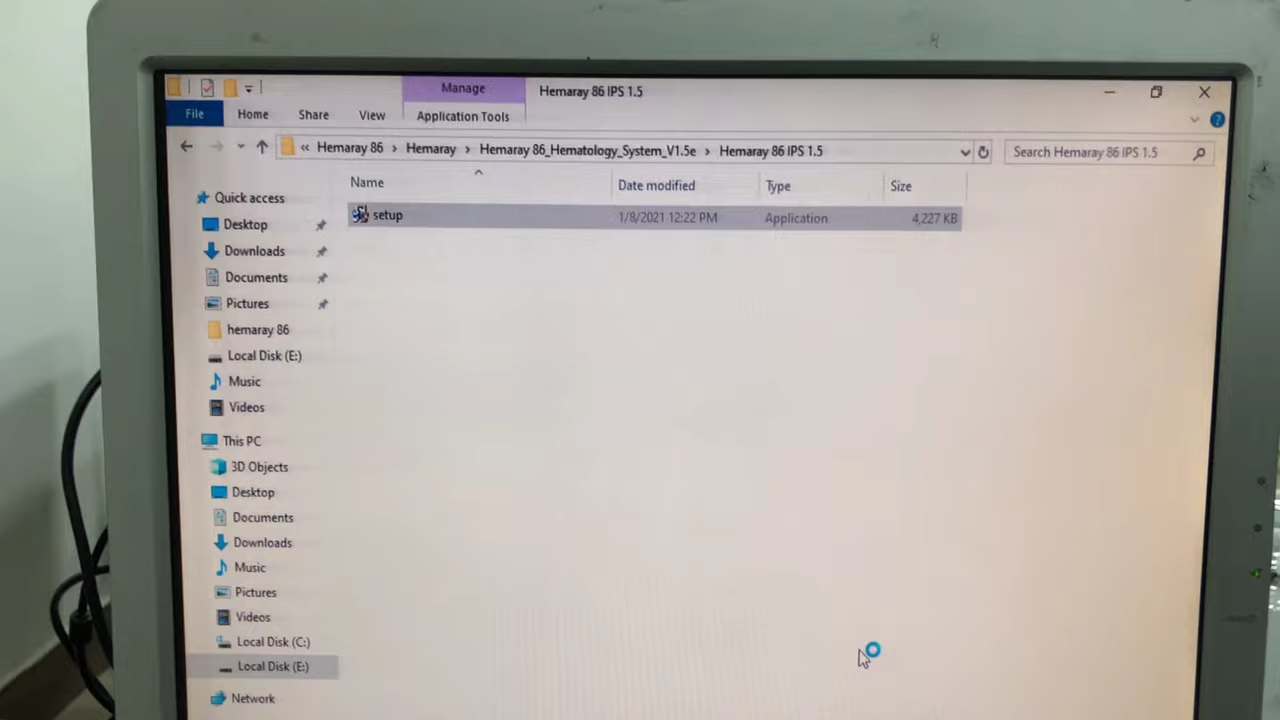 Manage
Hemaray 86 IPS 1.5
File
Home
Share
View
Application Tools
« Hemaray 86 › Hemaray › Hemaray 86_Hematology_System_V1.5e › Hemaray 86 IPS 1.5
Search Hemaray 86 IPS 1.5
Name
Date modified
Type
Size
setup
1/8/2021 12:22 PM
Application
4,227 KB
Quick access
Desktop
Downloads
Documents
Pictures
hemaray 86
Local Disk (E:)
Music
Videos
This PC
3D Objects
Desktop
Documents
Downloads
Music
Pictures
Videos
Local Disk (C:)
Local Disk (E:)
Network